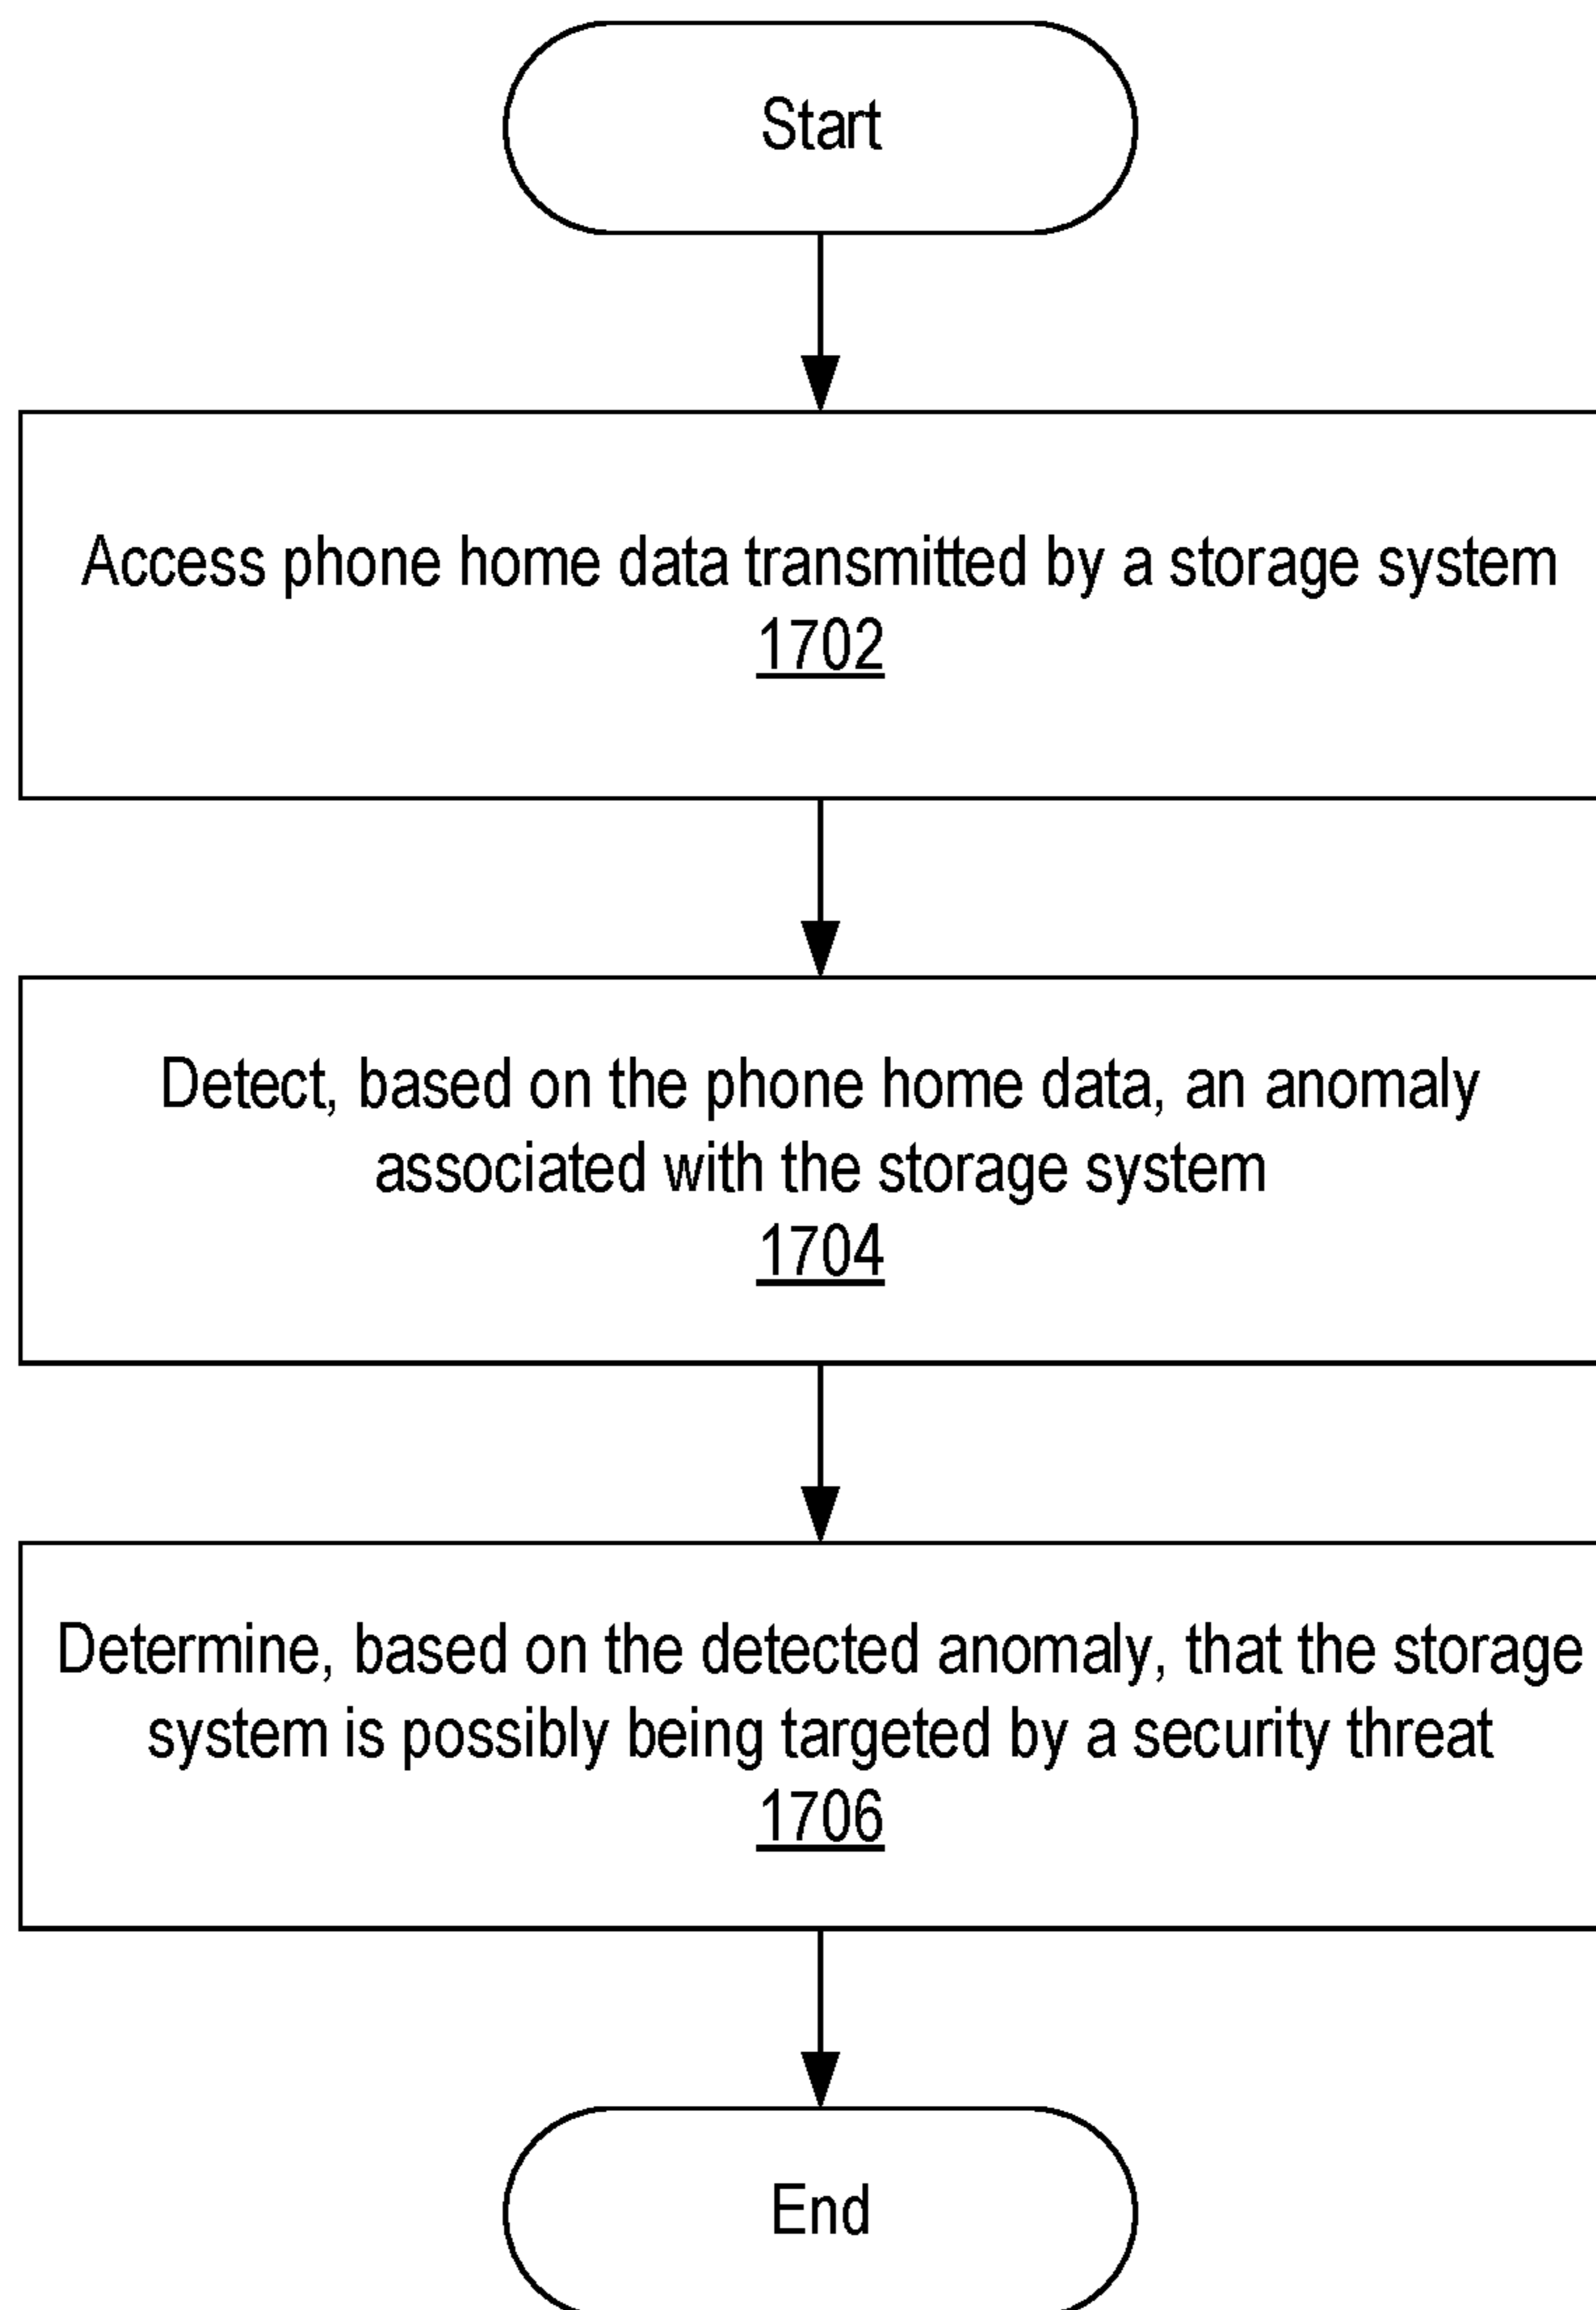 Start
Access phone home data transmitted by a storage system
1702
Detect, based on the phone home data, an anomaly
associated with the storage system
1704
Determine, based on the detected anomaly, that the storage
system is possibly being targeted by a security threat
1706
End